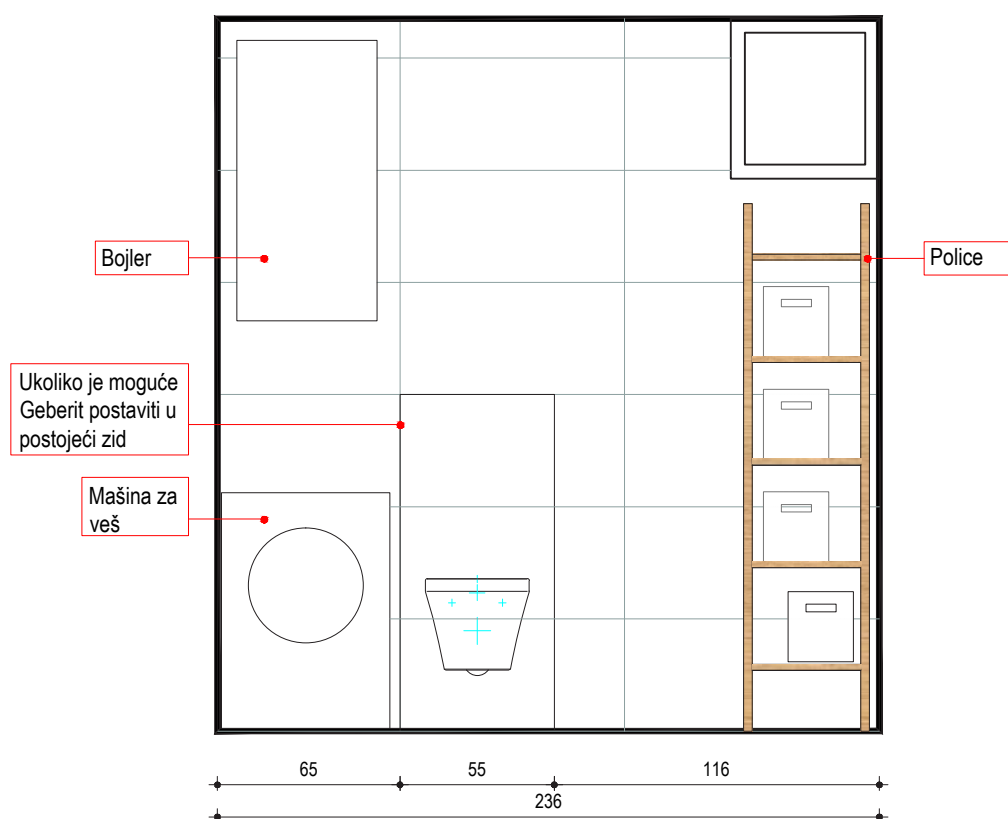 Bojler
Police
Ukoliko je moguće
Geberit postaviti u
postojeći zid
Mašina za
veš
65
55
116
236